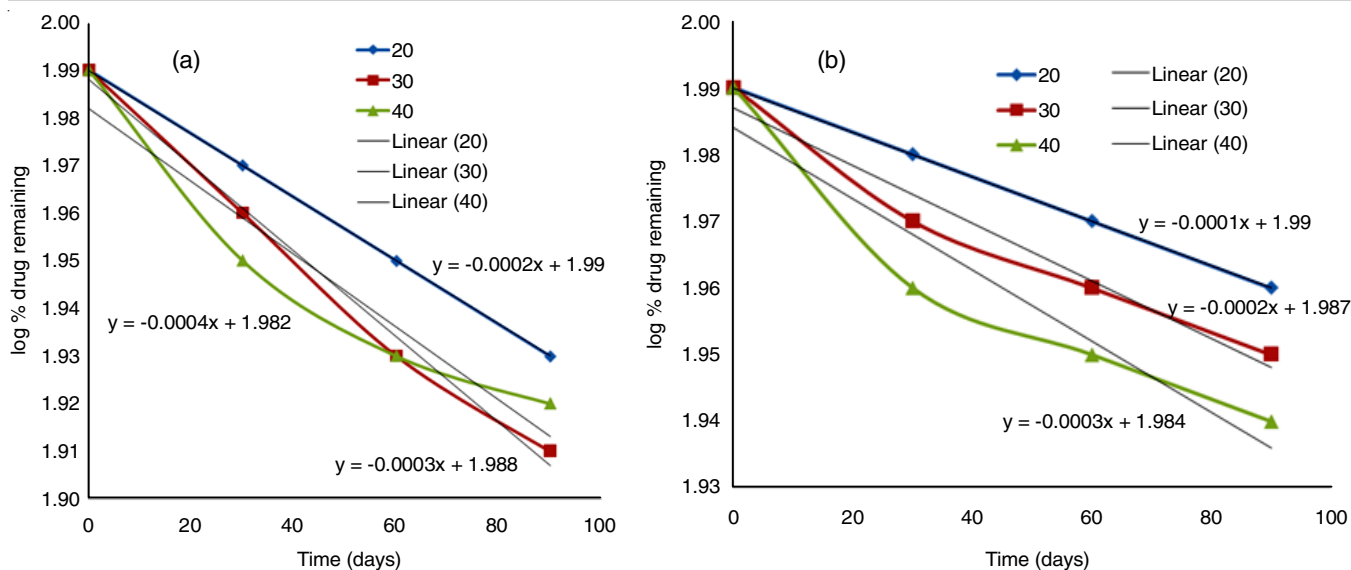 (a)
2.00
1.99
1.98
1.97
1.96
1.95
1.94
1.93
1.92
1.91
1.90
log % drug remaining
20
30
40
Linear (20)
Linear (30)
Linear (40)
y = -0.0002x + 1.99
y = -0.0004x + 1.982
y = -0.0003x + 1.988
0 20 40 60 80 100
Time (days)
(b)
2.00
1.99
1.98
1.97
1.96
1.95
1.94
1.93
log % drug remaining
20 Linear (20)
30 Linear (30)
40 Linear (40)
y = -0.0001x + 1.99
y = -0.0002x + 1.987
y = -0.0003x + 1.984
0 20 40 60 80 100
Time (days)